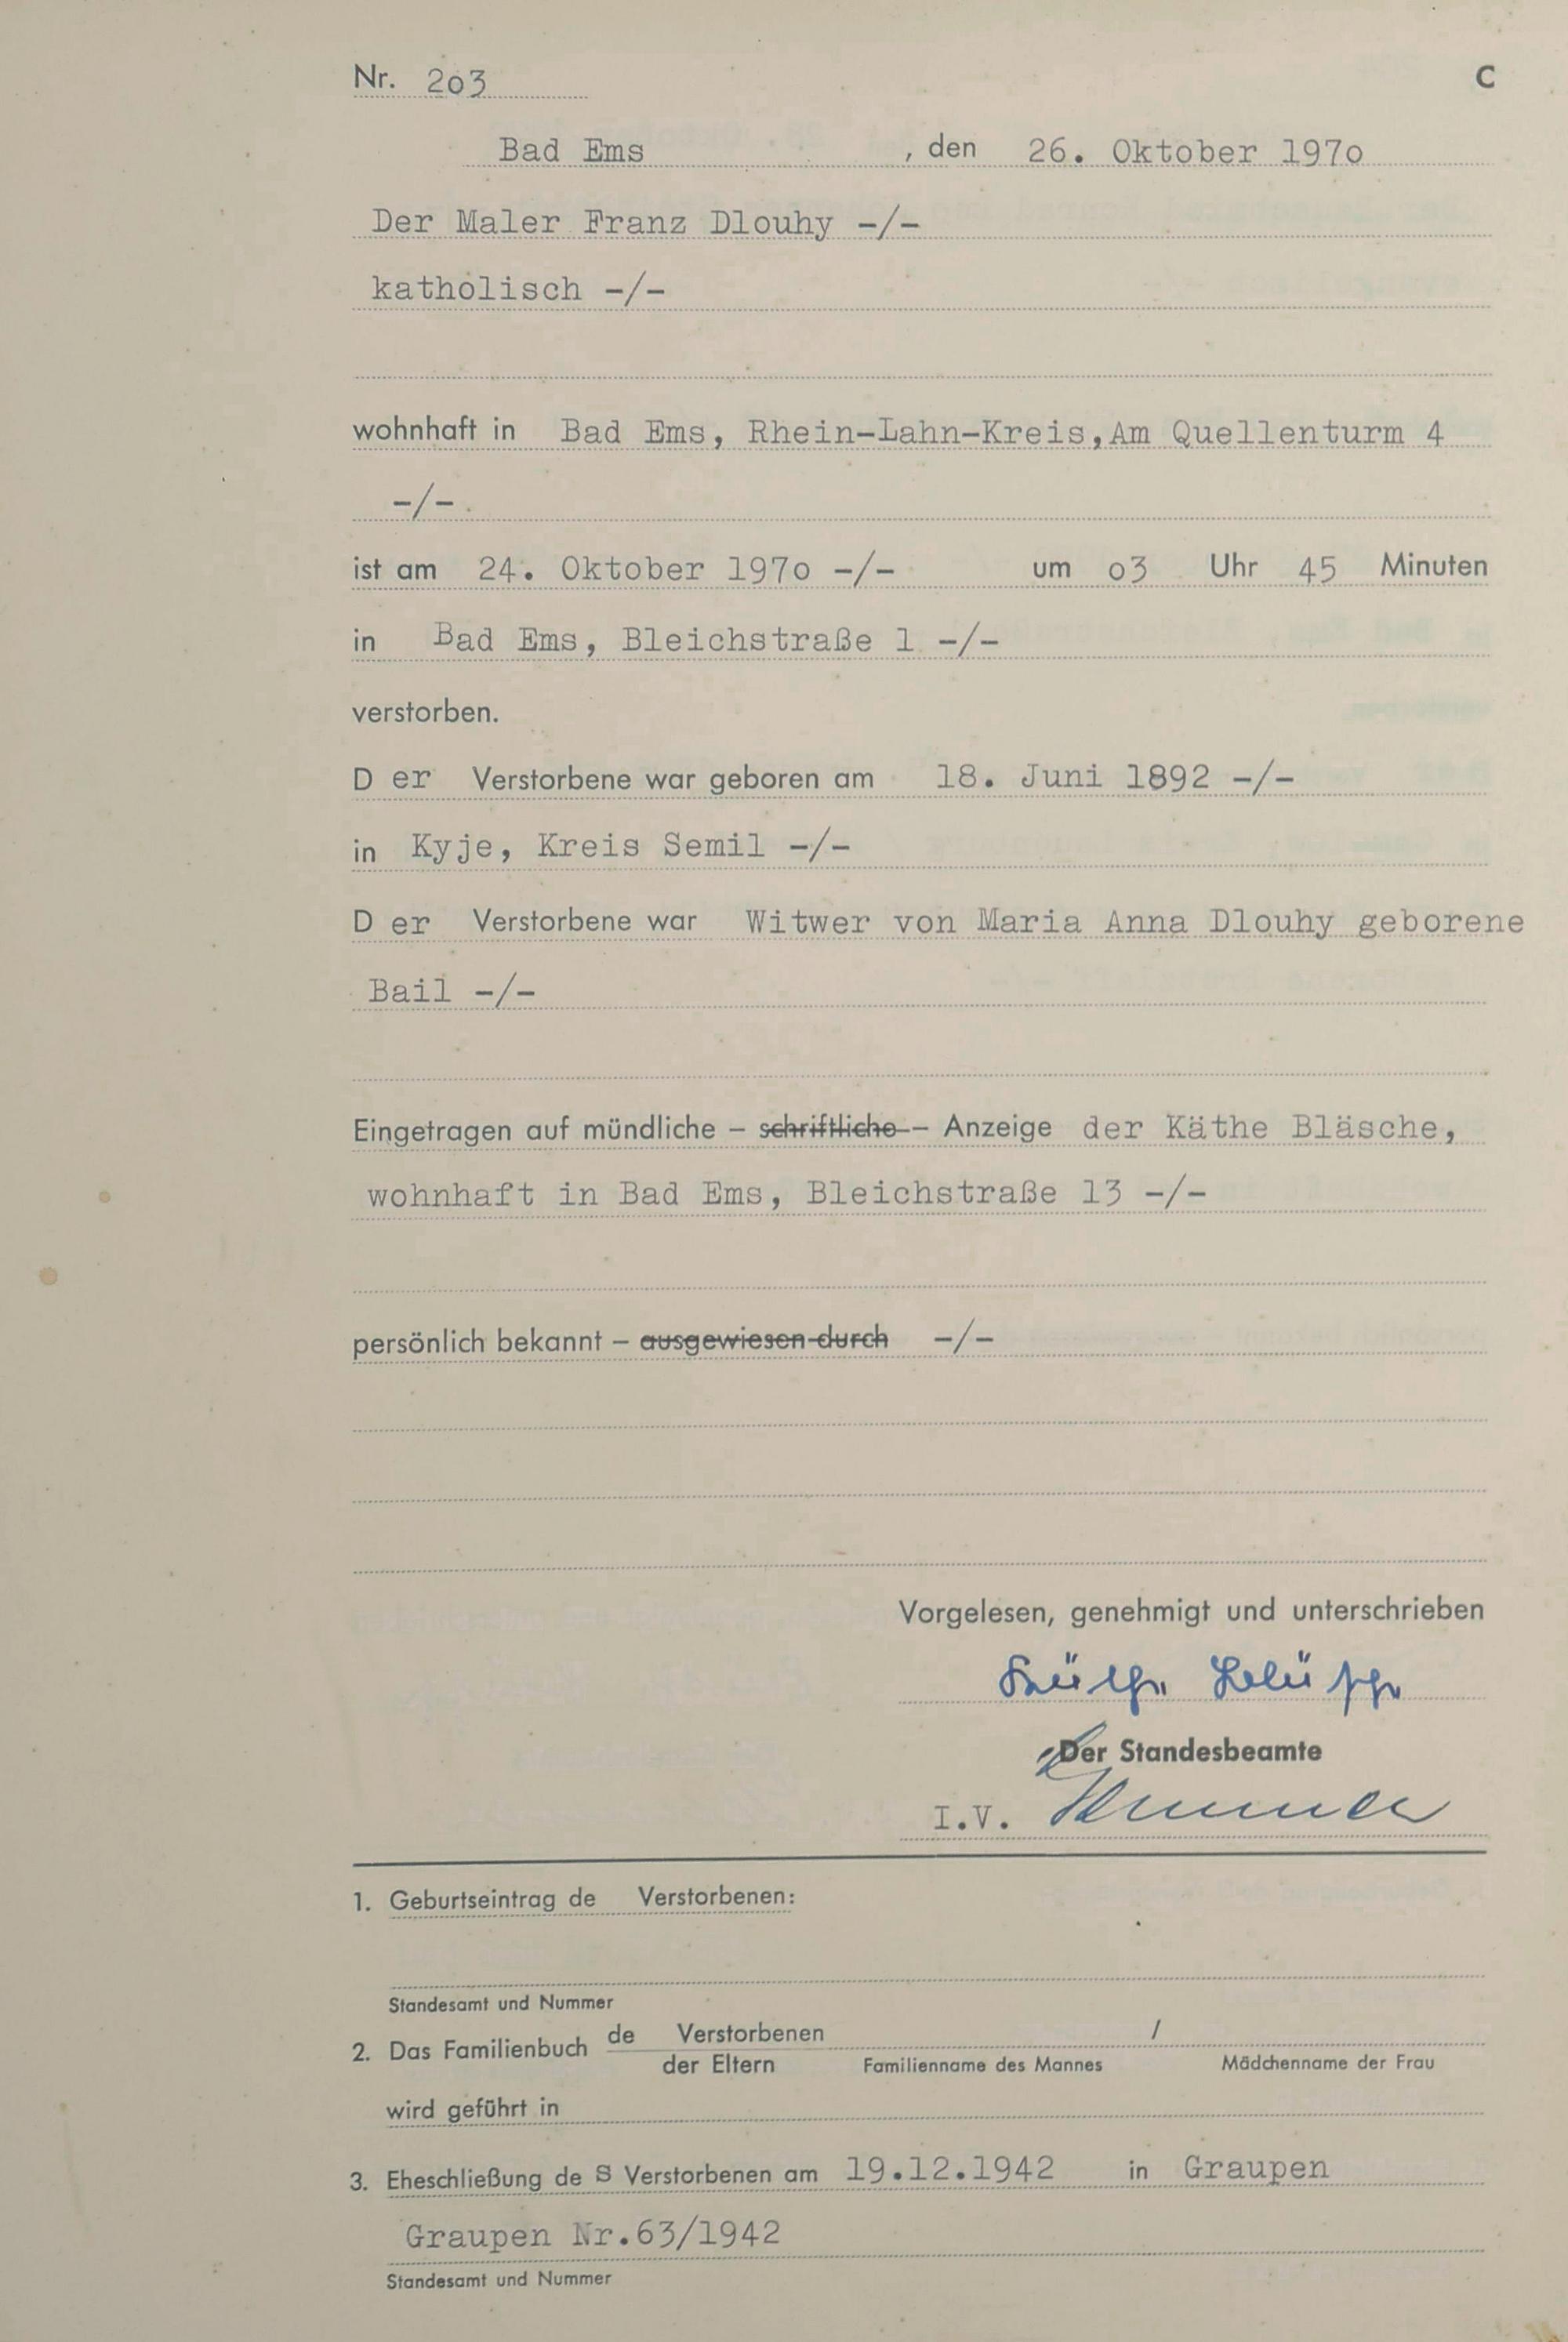 Nr. 2o3 C
Bad Ems , den 26. Oktober 197o
Der Maler Franz Dlouhy -/-
katholisch -/-
wohnhaft in Bad Ems, Rhein-Lahn-Kreis,Am Quellenturm 4
-/-
ist am 24. Oktober 197o -/- um o3 Uhr 45 Minuten
in Bad Ems, Bleichstraße 1 -/-
verstorben.
D er Verstorbene war geboren am 18. Juni 1892 -/-
in Kyje, Kreis Semil -/-
D er Verstorbene war Witwer von Maria Anna Dlouhy geborene
Bail -/-
Eingetragen auf mündliche – schriftliche – Anzeige der Käthe Bläsche,
wohnhaft in Bad Ems, Bleichstraße 13 -/-
persönlich bekannt – ausgewiesen durch -/-
Vorgelesen, genehmigt und unterschrieben
Käthe Bläsche
Der Standesbeamte
I.V.
1. Geburtseintrag de Verstorbenen:
Standesamt und Nummer
2. Das Familienbuch de Verstorbenen /
der Eltern Familienname des Mannes Mädchenname der Frau
wird geführt in
3. Eheschließung de s Verstorbenen am 19.12.1942 in Graupen
Graupen Nr.63/1942
Standesamt und Nummer